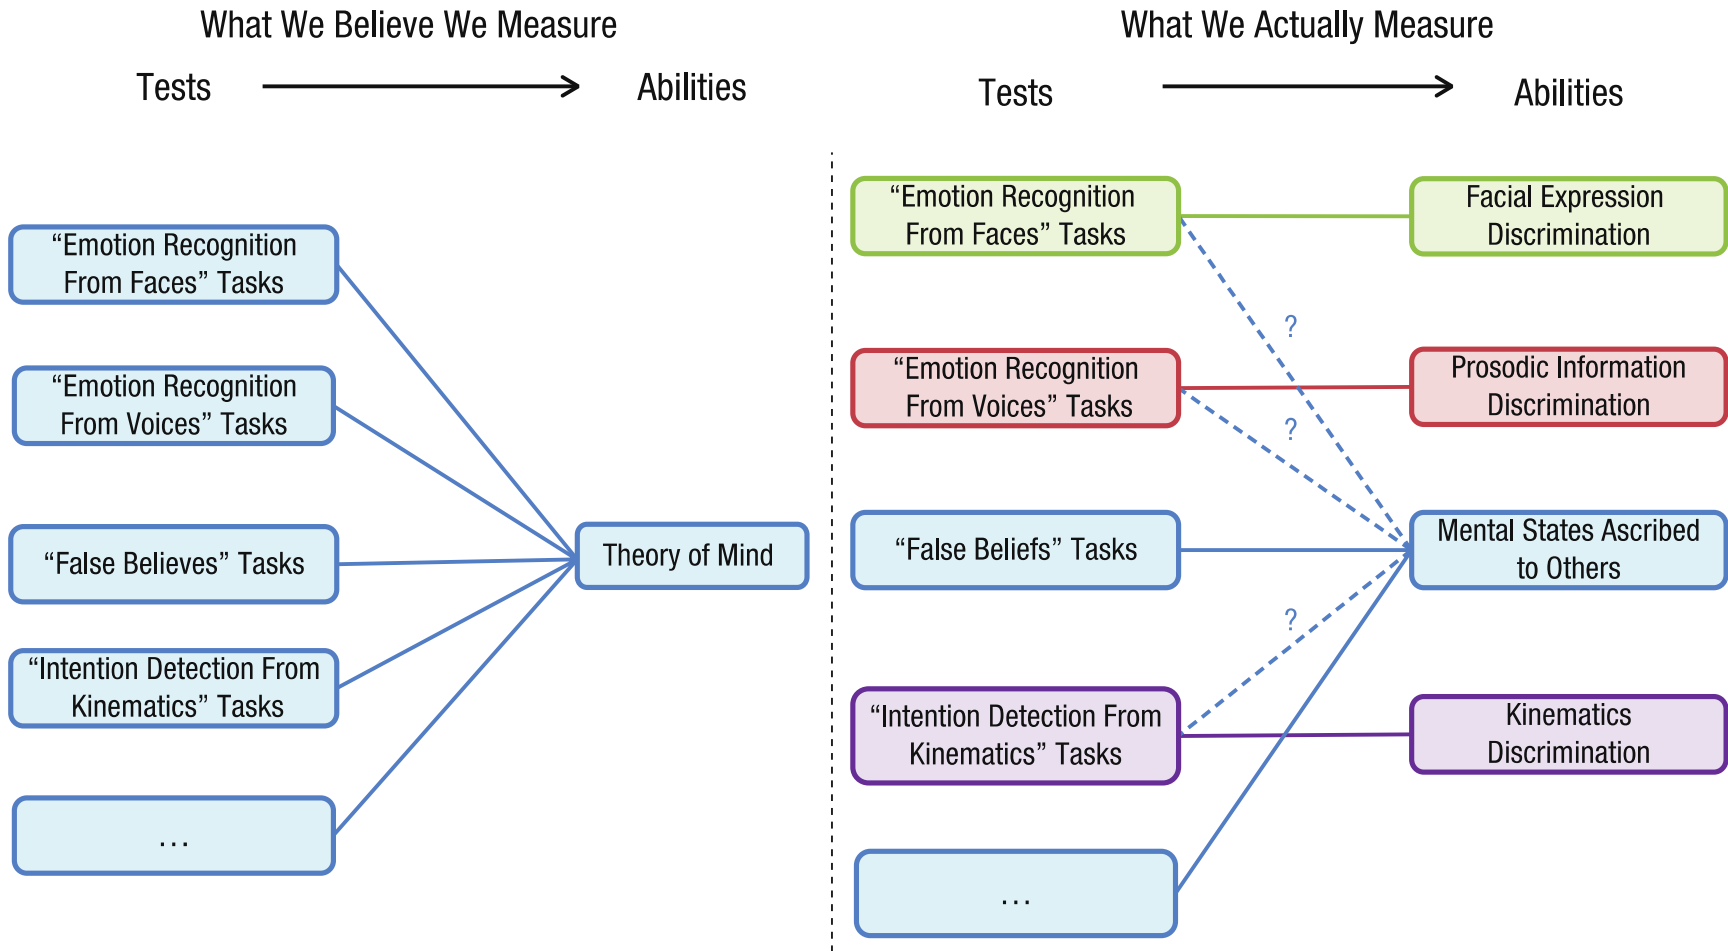 What We Believe We Measure
Tests
Abilities
“Emotion Recognition
From Faces” Tasks
“Emotion Recognition
From Voices” Tasks
“False Believes” Tasks
“Intention Detection From
Kinematics” Tasks
...
Theory of Mind
What We Actually Measure
Tests
Abilities
“Emotion Recognition
From Faces” Tasks
“Emotion Recognition
From Voices” Tasks
“False Beliefs” Tasks
“Intention Detection From
Kinematics” Tasks
...
?
?
?
Facial Expression
Discrimination
Prosodic Information
Discrimination
Mental States Ascribed
to Others
Kinematics
Discrimination